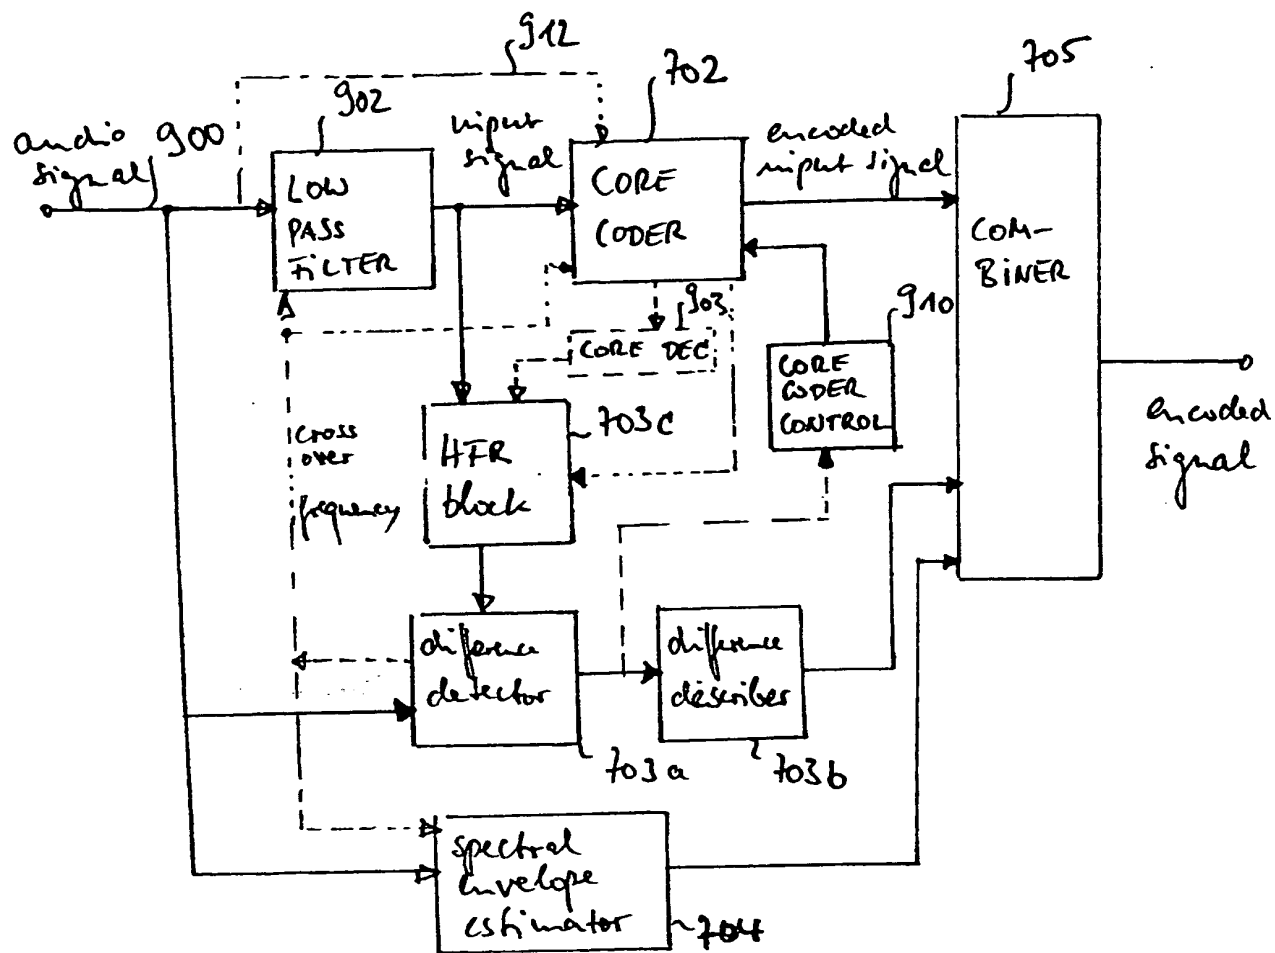 912
702
705
902
audio
signal
900
input
signal
encoded
input signal
LOW
PASS
FILTER
CORE
CODER
COM-
BINER
903
910
CORE DEC
CORE
CODER
CONTROL
703c
cross
over
frequency
HFR
block
encoded
signal
difference
detector
difference
describer
703a
703b
spectral
envelope
estimator
704